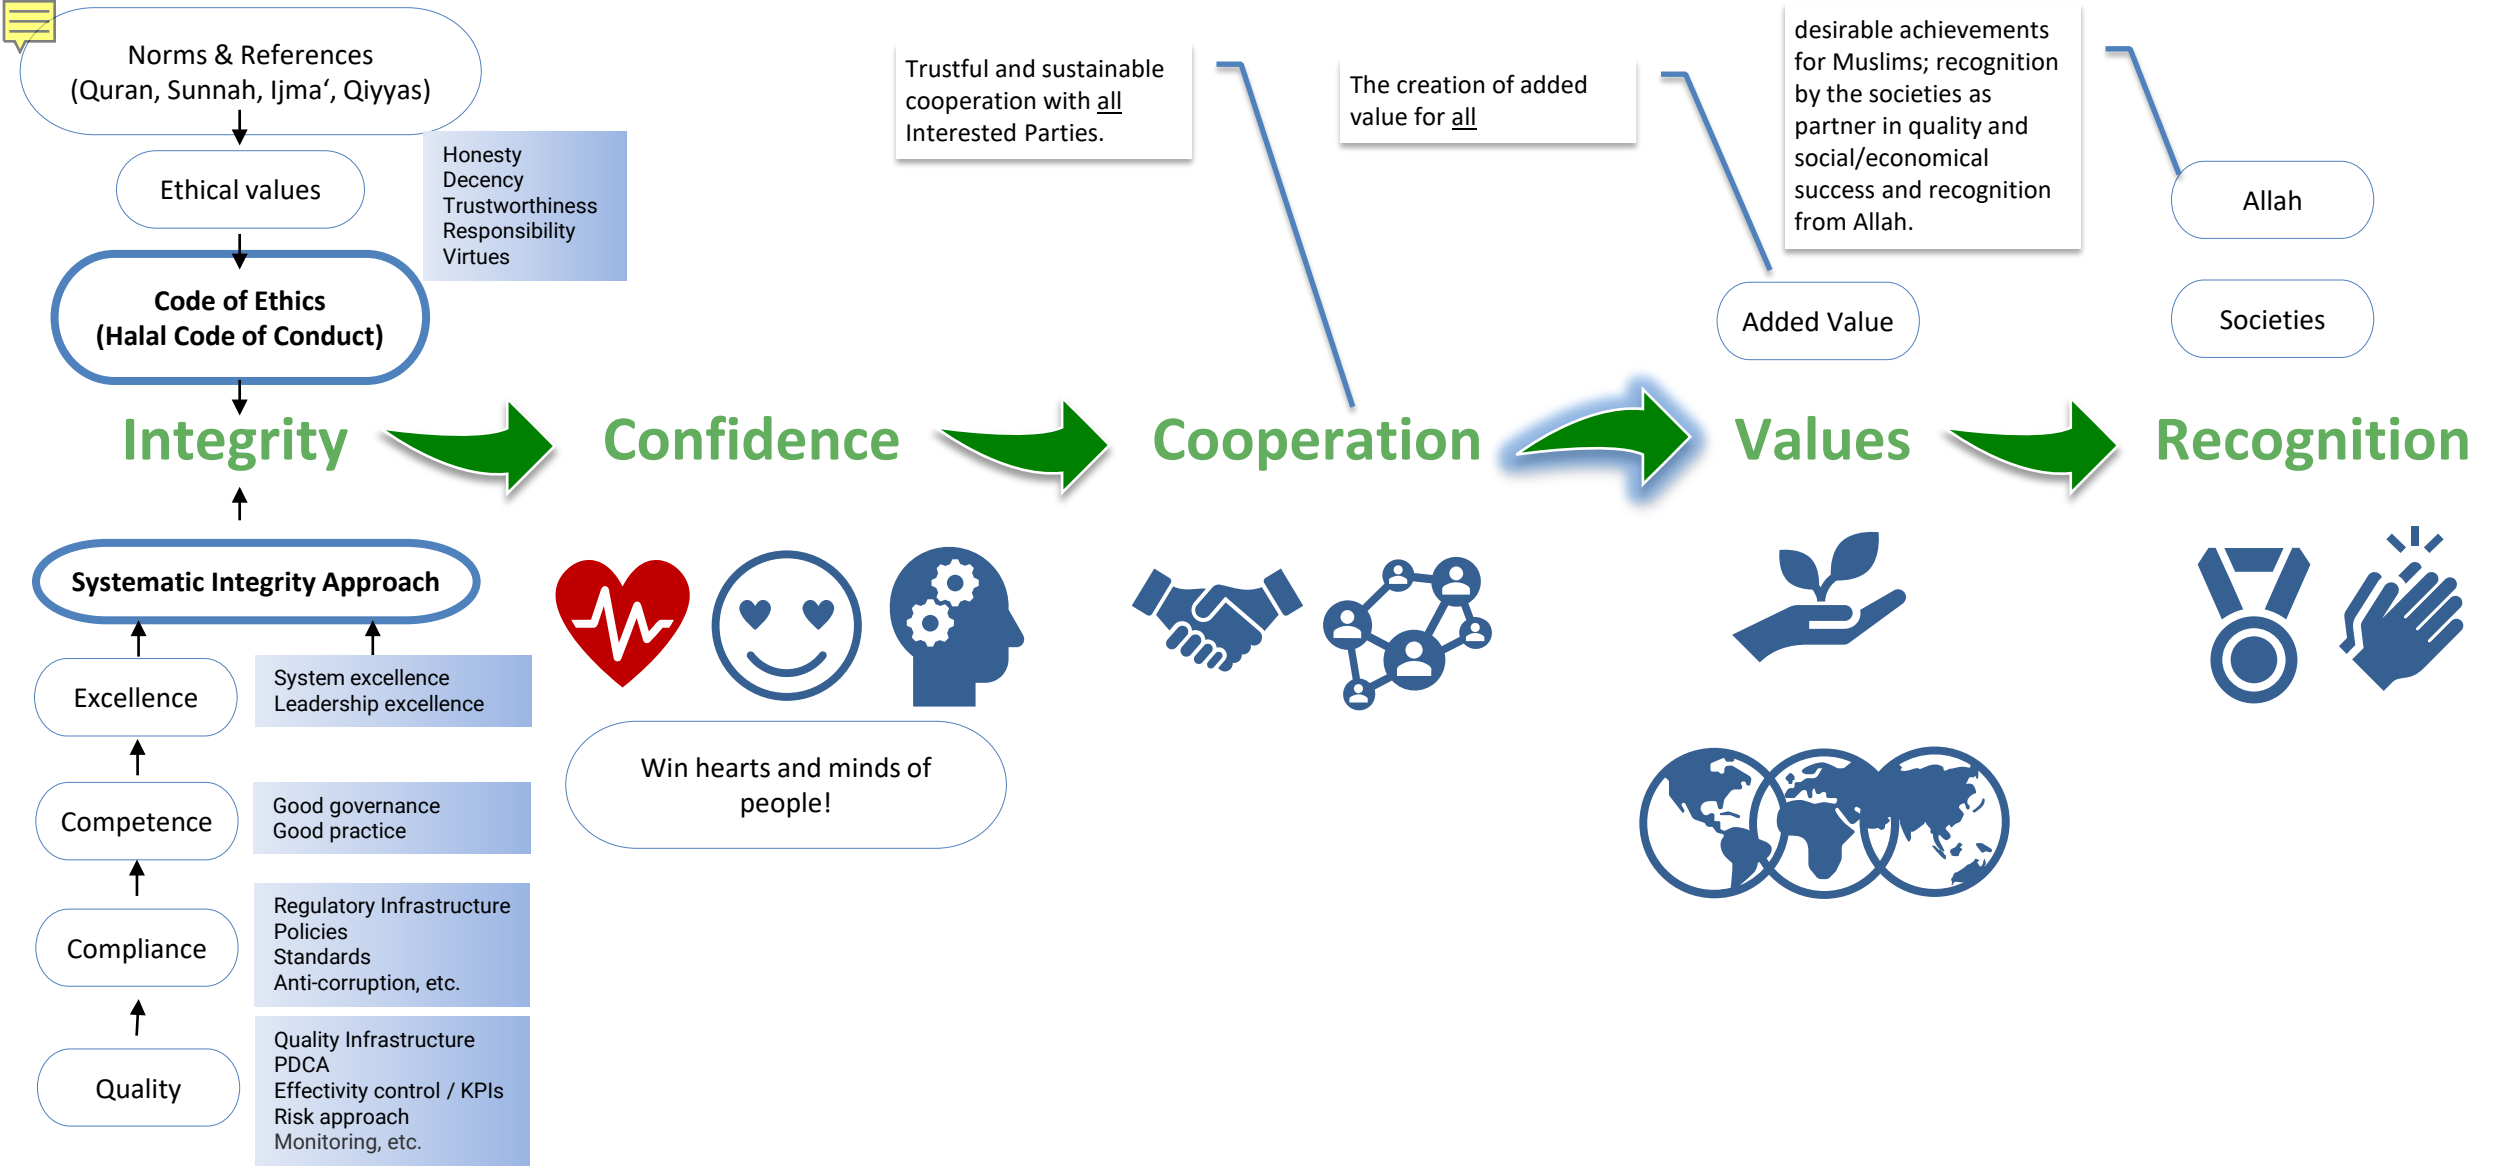 Norms & References
(Quran, Sunnah, Ijma‘, Qiyyas)
Ethical values
Honesty
Decency
Trustworthiness
Responsibility
Virtues
Code of Ethics
(Halal Code of Conduct)
Trustful and sustainable
cooperation with all
Interested Parties.
The creation of added
value for all
desirable achievements
for Muslims; recognition
by the societies as
partner in quality and
social/economical
success and recognition
from Allah.
Allah
Societies
Added Value
Integrity
Confidence
Cooperation
Values
Recognition
Systematic Integrity Approach
Excellence
System excellence
Leadership excellence
Competence
Good governance
Good practice
Compliance
Regulatory Infrastructure
Policies
Standards
Anti-corruption, etc.
Quality
Quality Infrastructure
PDCA
Effectivity control / KPIs
Risk approach
Monitoring, etc.
Win hearts and minds of
people!